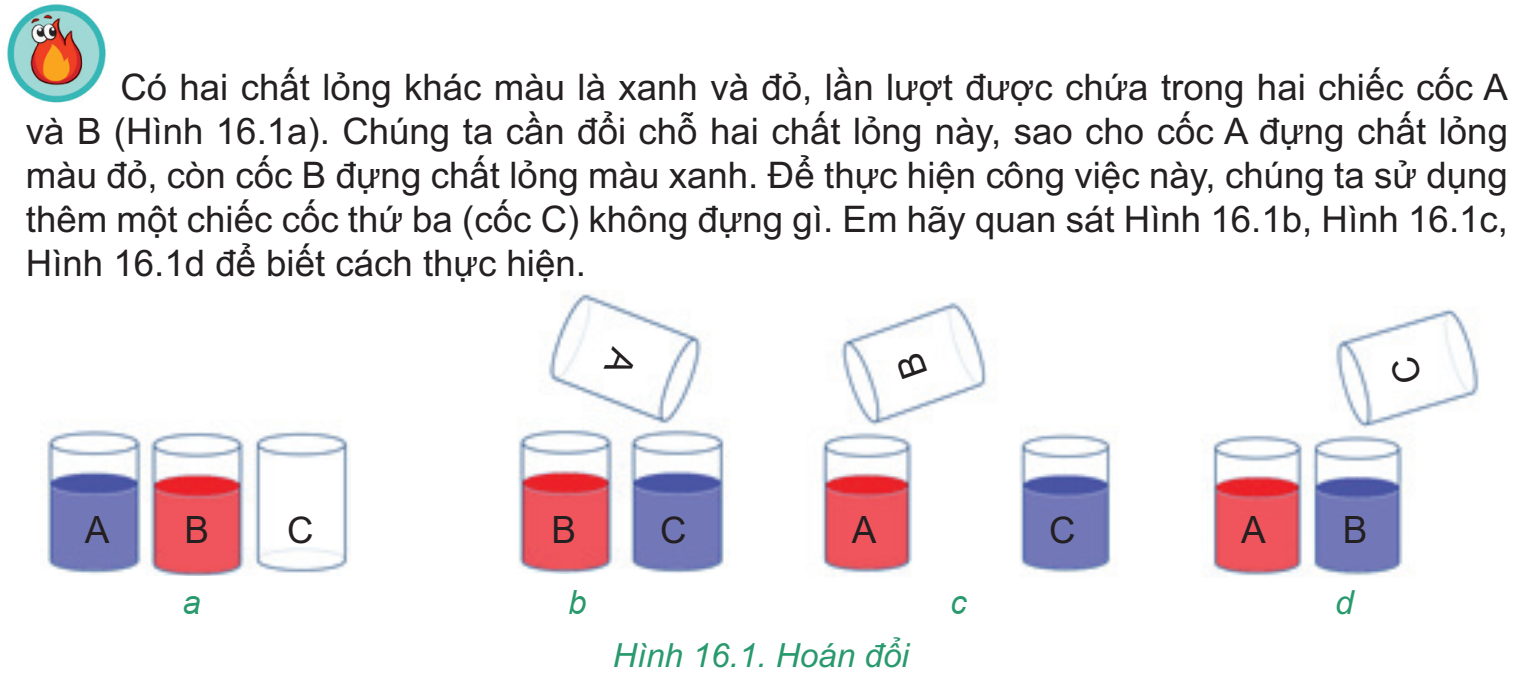 Có hai chất lỏng khác màu là xanh và đỏ, lần lượt được chứa trong hai chiếc cốc A
và B (Hình 16.1a). Chúng ta cần đổi chỗ hai chất lỏng này, sao cho cốc A đựng chất lỏng
màu đỏ, còn cốc B đựng chất lỏng màu xanh. Để thực hiện công việc này, chúng ta sử dụng
thêm một chiếc cốc thứ ba (cốc C) không đựng gì. Em hãy quan sát Hình 16.1b, Hình 16.1c,
Hình 16.1d để biết cách thực hiện.
A B C
A
B C
B
A C
C
A B
a b c d
Hình 16.1. Hoán đổi